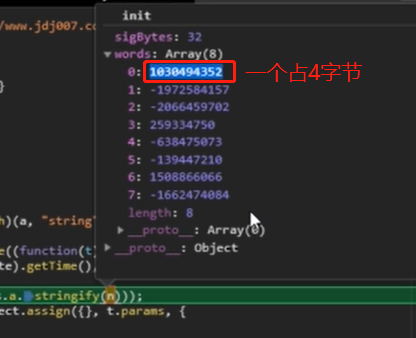 /www.jdj007.co
init
sigBytes: 32
words: Array(8)
0: 1030494352
一个占4字节
1: -1972584157
2: -2066459702
3: 259334750
4: -638475073
5: -139447210
6: 1508866066
7: -1662474084
length: 8
__proto__: Array(0)
__proto__: Object
h)(a, "string"
e((function(t)
te).getTime(),
s.a.stringify(n)));
ect.assign({}, t.params, {